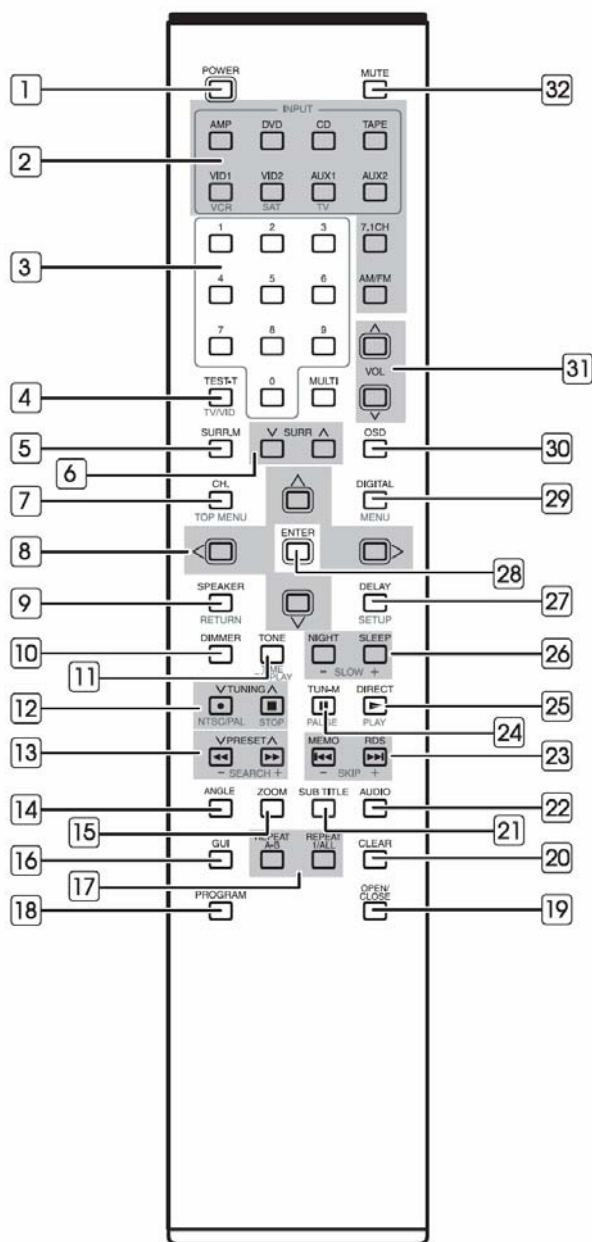 POWER MUTE
1 32
INPUT
AMP DVD CD TAPE
2
VID1 VID2 AUX1 AUX2
VCR SAT TV
1 2 3 7.1CH
3
4 5 6 AM/FM
7 8 9
VOL 31
TEST-T 0 MULTI
4
TV/VID
SURR.M SURR OSD
5 30
6
CH. DIGITAL
7 29
TOP MENU MENU
ENTER
8
28
SPEAKER DELAY
9 27
RETURN SETUP
DIMMER TONE NIGHT SLEEP
10 26
11 - SLOW +
TUNING TUN-M DIRECT
12 25
NTSC/PAL STOP PAUSE PLAY
24
PRESET MEMO RDS
13 23
- SEARCH + - SKIP +
ANGLE ZOOM SUB TITLE AUDIO
14 22
15 21
GUI REPEAT A-B REPEAT 1/ALL CLEAR
16 20
17
PROGRAM OPEN/CLOSE
18 19